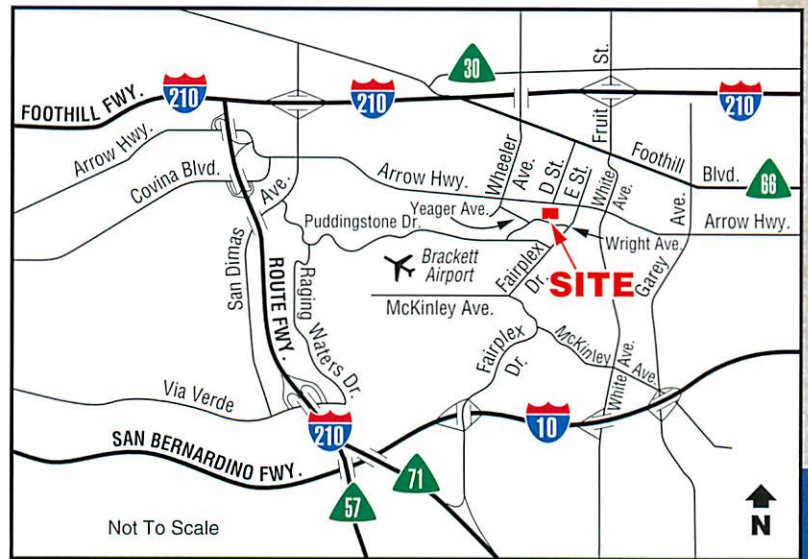 30
St.
210
210
210
FOOTHILL FWY.
Arrow Hwy.
Covina Blvd.
Ave.
San Dimas
ROUTE FWY.
Raging
Waters Dr.
Via Verde
SAN BERNARDINO FWY.
Arrow Hwy.
Wheeler
Ave.
D St.
E St.
Fruit
White
Ave.
Foothill
Blvd.
66
Ave.
Arrow Hwy.
Garey
Yeager Ave.
Puddingstone Dr.
Wright Ave.
Brackett
Airport
Fairplex
Dr.
SITE
McKinley Ave.
Fairplex
Dr.
McKinley
Ave.
White
Ave.
210
10
71
57
Not To Scale
N